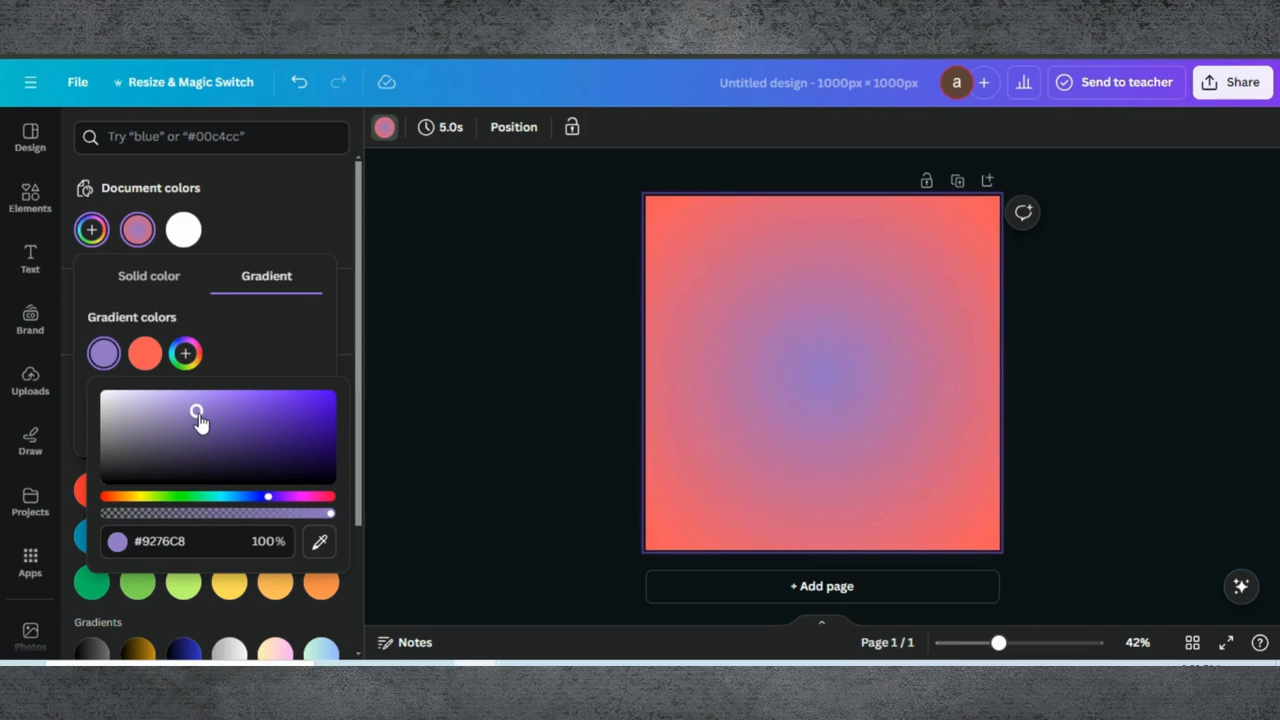 File
Resize & Magic Switch
Untitled design - 1000px × 1000px
a
Send to teacher
Share
Design
Elements
Text
Brand
Uploads
Draw
Projects
Apps
Photos
Try "blue" or "#00c4cc"
5.0s
Position
Document colors
Solid color
Gradient
Gradient colors
#9276C8
100%
Gradients
+ Add page
Notes
Page 1 / 1
42%